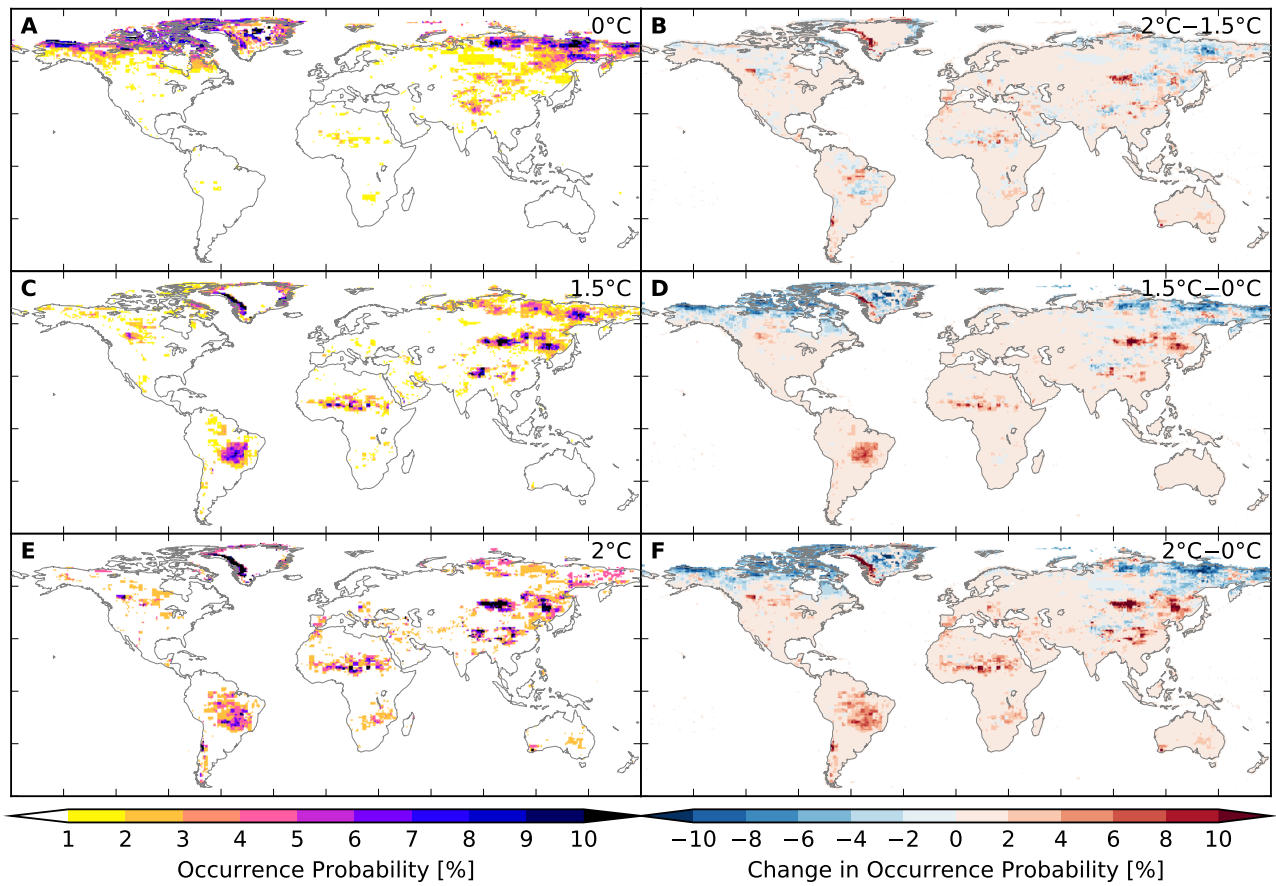 A 0°C B 2°C−1.5°C
C 1.5°C D 1.5°C−0°C
E 2°C F 2°C−0°C
1 2 3 4 5 6 7 8 9 10 −10 −8 −6 −4 −2 0 2 4 6 8 10
Occurrence Probability [%] Change in Occurrence Probability [%]